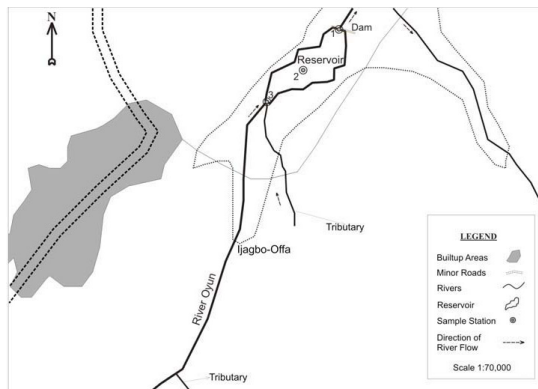 N
1
Dam
Reservoir
2
3
Tributary
Ijagbo-Offa
River Oyun
Tributary
LEGEND
Builtup Areas
Minor Roads
Rivers
Reservoir
Sample Station
Direction of
River Flow
Scale 1:70,000